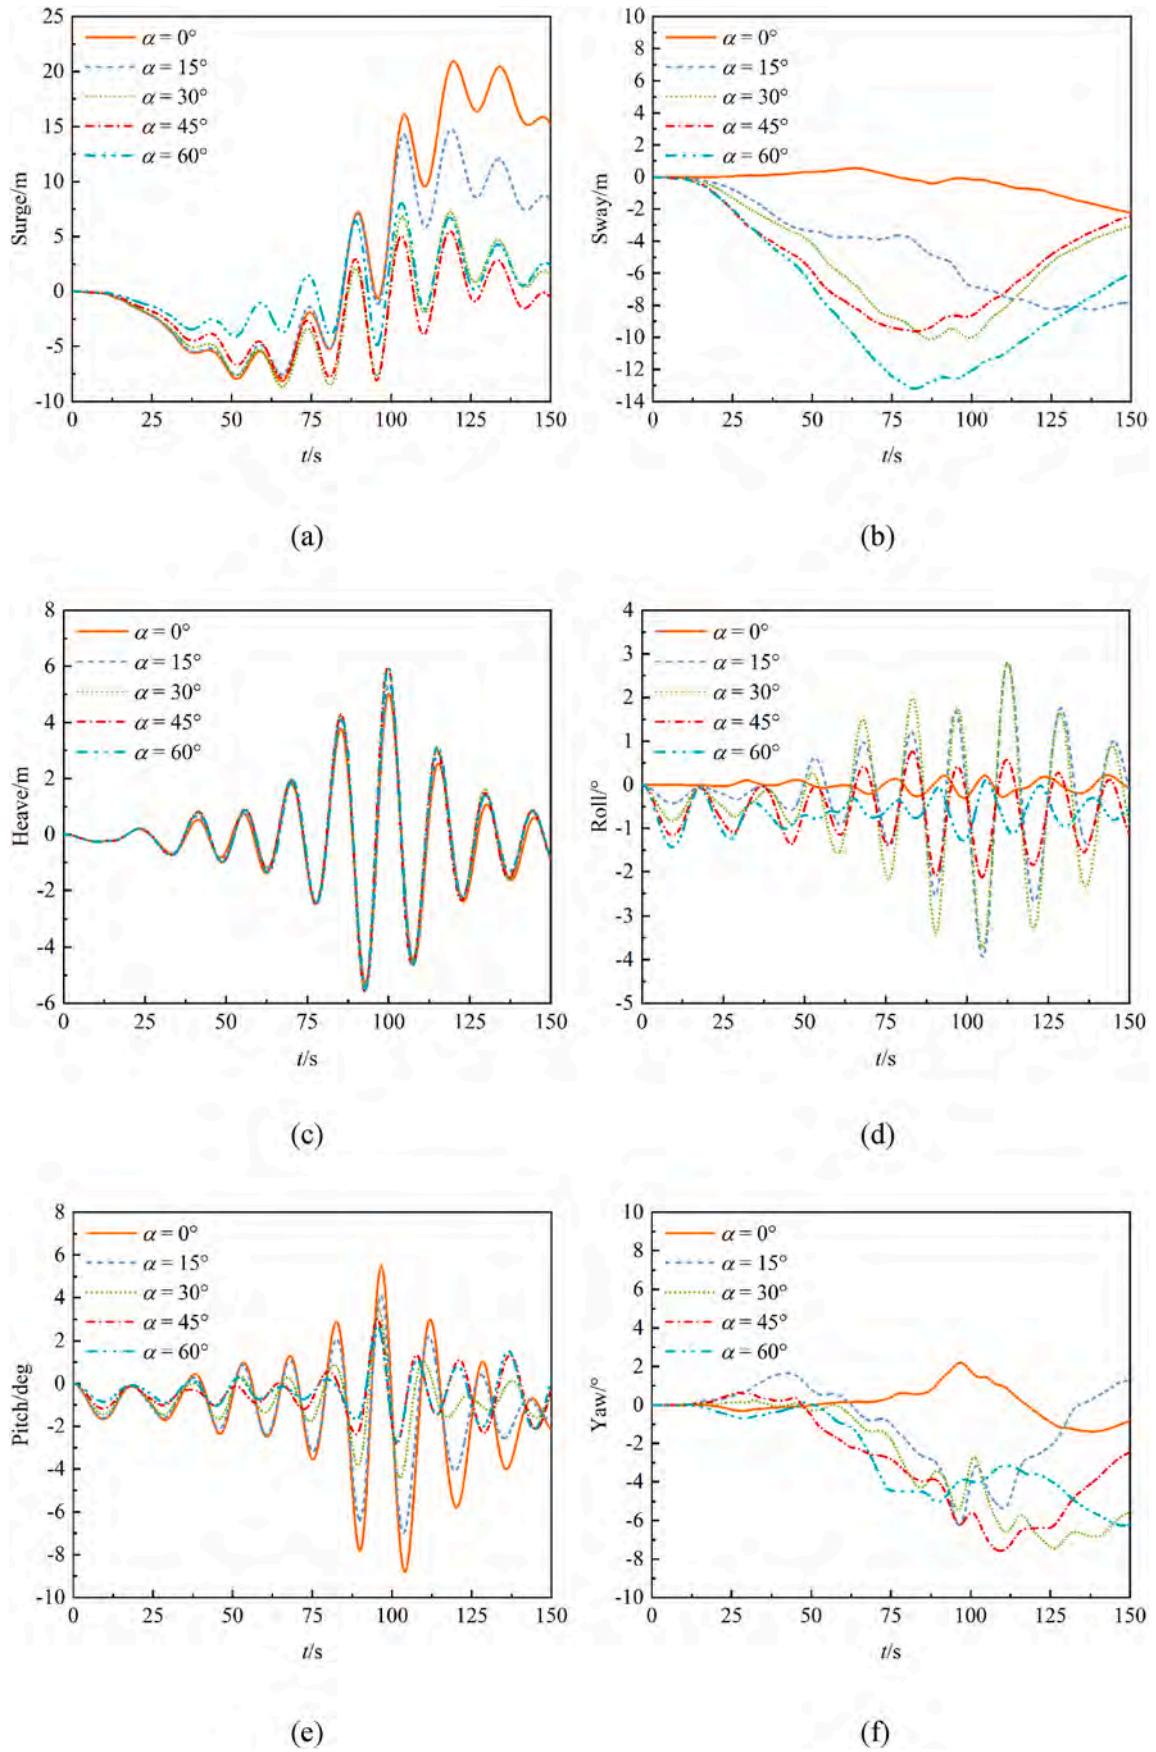 25
20
15
10
5
0
-5
-10
Surge/m
α = 0°
α = 15°
α = 30°
α = 45°
α = 60°
0 25 50 75 100 125 150
t/s
(a)
10
8
6
4
2
0
-2
-4
-6
-8
-10
-12
-14
Sway/m
α = 0°
α = 15°
α = 30°
α = 45°
α = 60°
0 25 50 75 100 125 150
t/s
(b)
8
6
4
2
0
-2
-4
-6
Heave/m
α = 0°
α = 15°
α = 30°
α = 45°
α = 60°
0 25 50 75 100 125 150
t/s
(c)
4
3
2
1
0
-1
-2
-3
-4
-5
Roll/°
α = 0°
α = 15°
α = 30°
α = 45°
α = 60°
0 25 50 75 100 125 150
t/s
(d)
8
6
4
2
0
-2
-4
-6
-8
-10
Pitch/deg
α = 0°
α = 15°
α = 30°
α = 45°
α = 60°
0 25 50 75 100 125 150
t/s
(e)
10
8
6
4
2
0
-2
-4
-6
-8
-10
Yaw/°
α = 0°
α = 15°
α = 30°
α = 45°
α = 60°
0 25 50 75 100 125 150
t/s
(f)